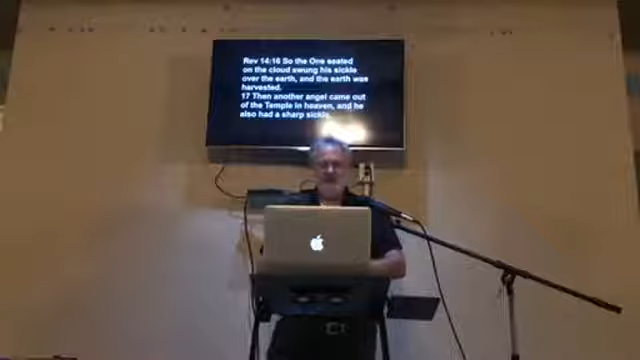 Rev 14:16 So the One seated
on the cloud swung his sickle
over the earth, and the earth was
harvested.
17 Then another angel came out
of the Temple in heaven, and he
also had a sharp sickle.